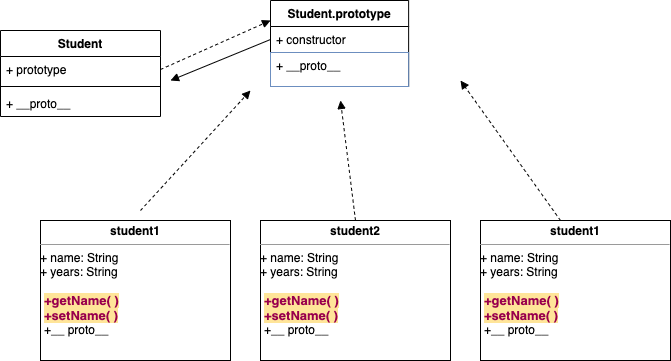 Student.prototype
+ constructor
+ __proto__
Student
+ prototype
+ __proto__
student1
+ name: String
+ years: String
+getName( )
+setName( )
+__ proto__
student2
+ name: String
+ years: String
+getName( )
+setName( )
+__ proto__
student1
+ name: String
+ years: String
+getName( )
+setName( )
+__ proto__